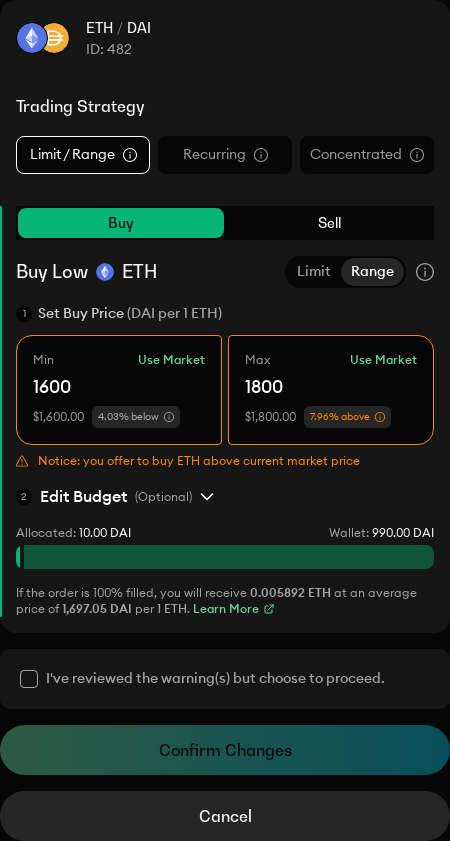 ETH / DAI
ID: 482
Trading Strategy
Limit / Range
Recurring
Concentrated
Buy
Sell
Buy Low ETH
Limit
Range
1 Set Buy Price (DAI per 1 ETH)
Min Use Market
1600
$1,600.00 4.03% below
Max Use Market
1800
$1,800.00 7.96% above
Notice: you offer to buy ETH above current market price
2 Edit Budget (Optional)
Allocated: 10.00 DAI
Wallet: 990.00 DAI
If the order is 100% filled, you will receive 0.005892 ETH at an average
price of 1,697.05 DAI per 1 ETH. Learn More
I've reviewed the warning(s) but choose to proceed.
Confirm Changes
Cancel